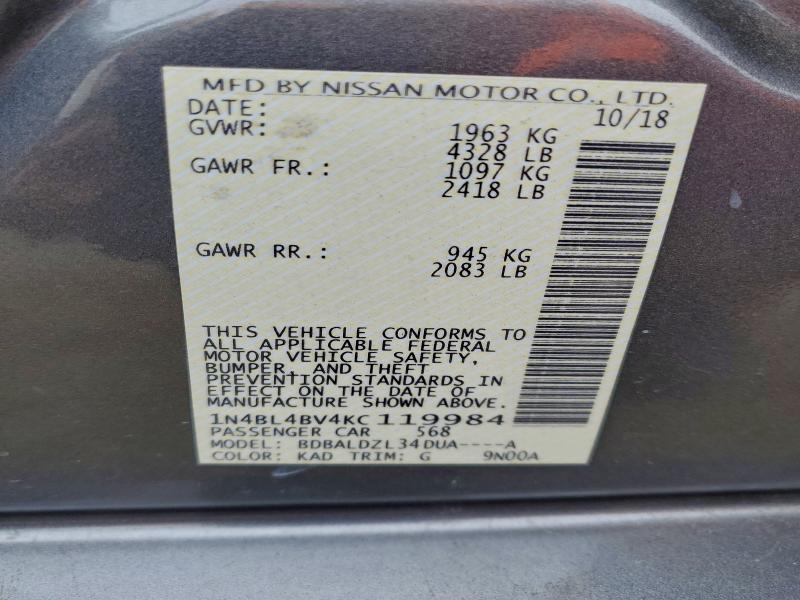 MFD BY NISSAN MOTOR CO., LTD.
DATE: 10/18
GVWR: 1963 KG
4328 LB
GAWR FR.: 1097 KG
2418 LB
GAWR RR.: 945 KG
2083 LB
THIS VEHICLE CONFORMS TO
ALL APPLICABLE FEDERAL
MOTOR VEHICLE SAFETY,
BUMPER, AND THEFT
PREVENTION STANDARDS IN
EFFECT ON THE DATE OF
MANUFACTURE SHOWN ABOVE.
1N4BL4BV4KC119984
PASSENGER CAR 568
MODEL: BDBALDZL34DUA----A
COLOR: KAD TRIM: G 9N00A